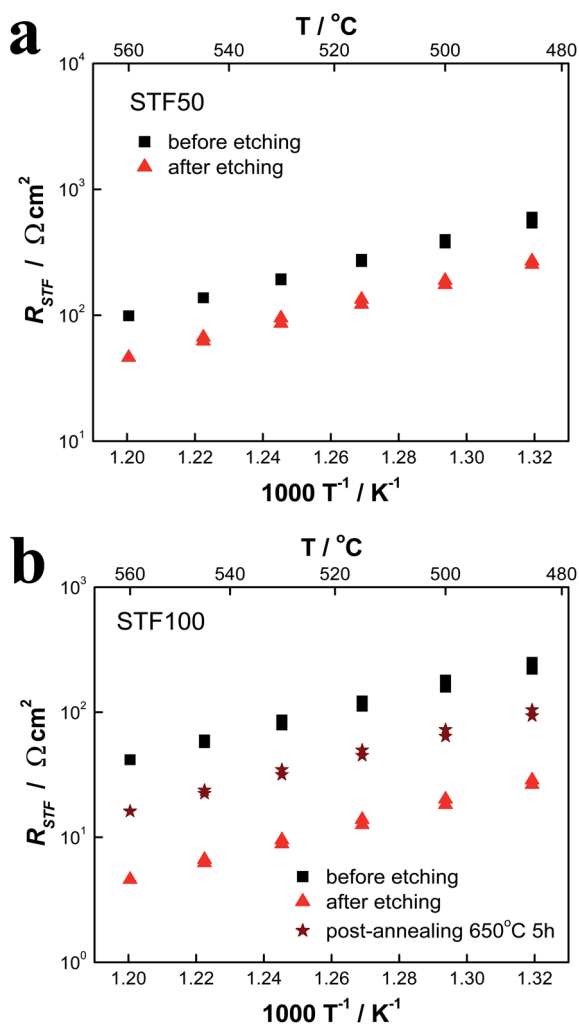 a
T / °C
560 540 520 500 480
10⁴
STF50
before etching
after etching
10³
R_STF / Ωcm²
10²
10¹
1.20 1.22 1.24 1.26 1.28 1.30 1.32
1000 T⁻¹ / K⁻¹
b
T / °C
560 540 520 500 480
10³
STF100
10²
R_STF / Ωcm²
10¹
before etching
after etching
post-annealing 650°C 5h
10⁰
1.20 1.22 1.24 1.26 1.28 1.30 1.32
1000 T⁻¹ / K⁻¹